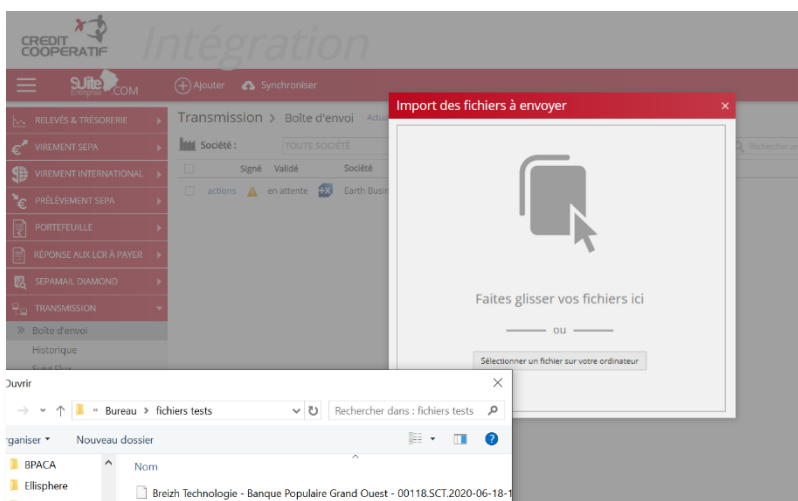 CREDIT
COOPERATIF
Intégration
Suite
Entreprise
.COM
Ajouter
Synchroniser
Import des fichiers à envoyer ×
RELEVÉS & TRÉSORERIE
VIREMENT SEPA
VIREMENT INTERNATIONAL
PRÉLÈVEMENT SEPA
PORTEFEUILLE
RÉPONSE AUX LCR À PAYER
SEPAMAIL DIAMOND
TRANSMISSION
Boîte d'envoi
Historique
Transmission > Boîte d'envoi
Société :
TOUTE SOCIÉTÉ
Rechercher
Signé Validé Société
actions en attente Earth
Faites glisser vos fichiers ici
ou
Sélectionner un fichier sur votre ordinateur
Ouvrir
« Bureau > fichiers tests
Rechercher dans : fichiers tests
rganiser
Nouveau dossier
BPACA
Ellisphere
Nom
Breizh Technologie - Banque Populaire Grand Ouest - 00118.SCT.2020-06-18-1